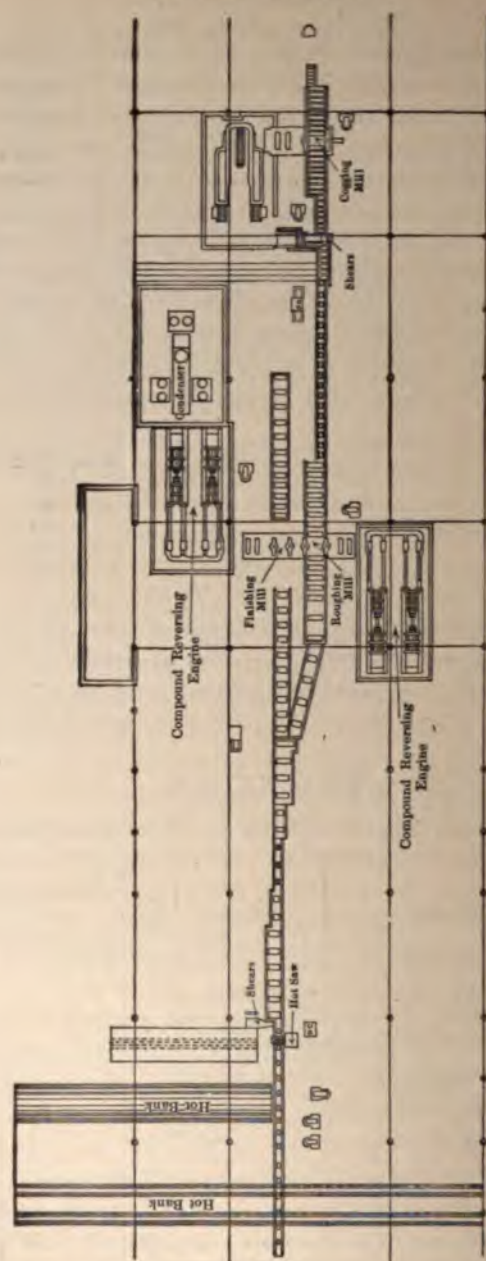 Cogging
Mill
Shears
Condenser
Compound Reversing
Engine
Finishing
Mill
Roughing
Mill
Compound Reversing
Engine
Shears
Hot Saw
Hot Bank
Hot Bank